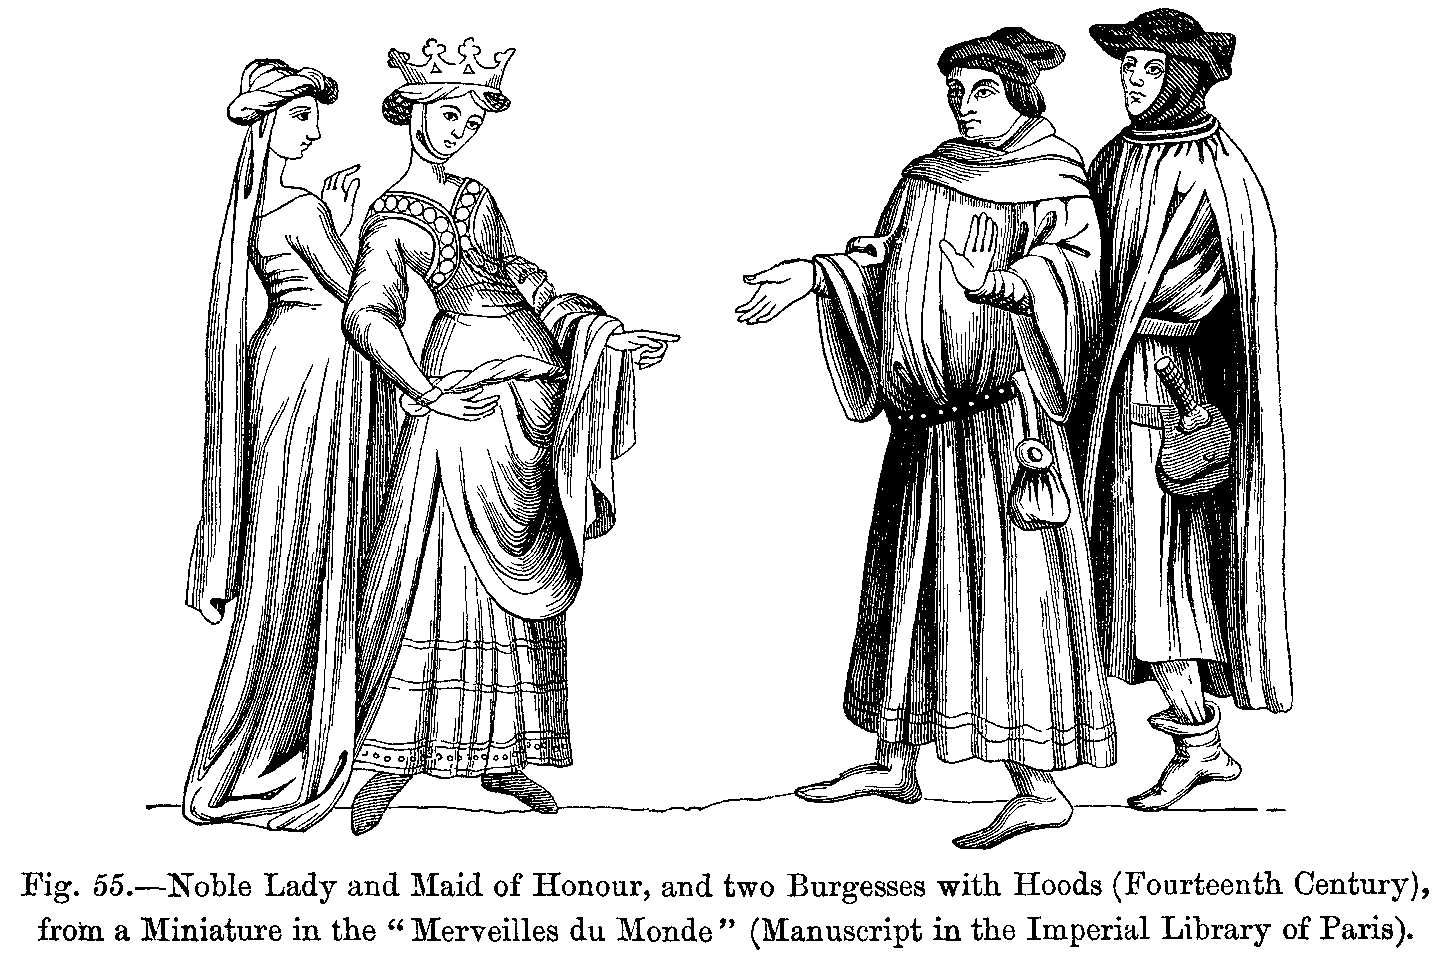 Fig. 55.—Noble Lady and Maid of Honour, and two Burgesses with Hoods (Fourteenth Century),
from a Miniature in the “Merveilles du Monde” (Manuscript in the Imperial Library of Paris).